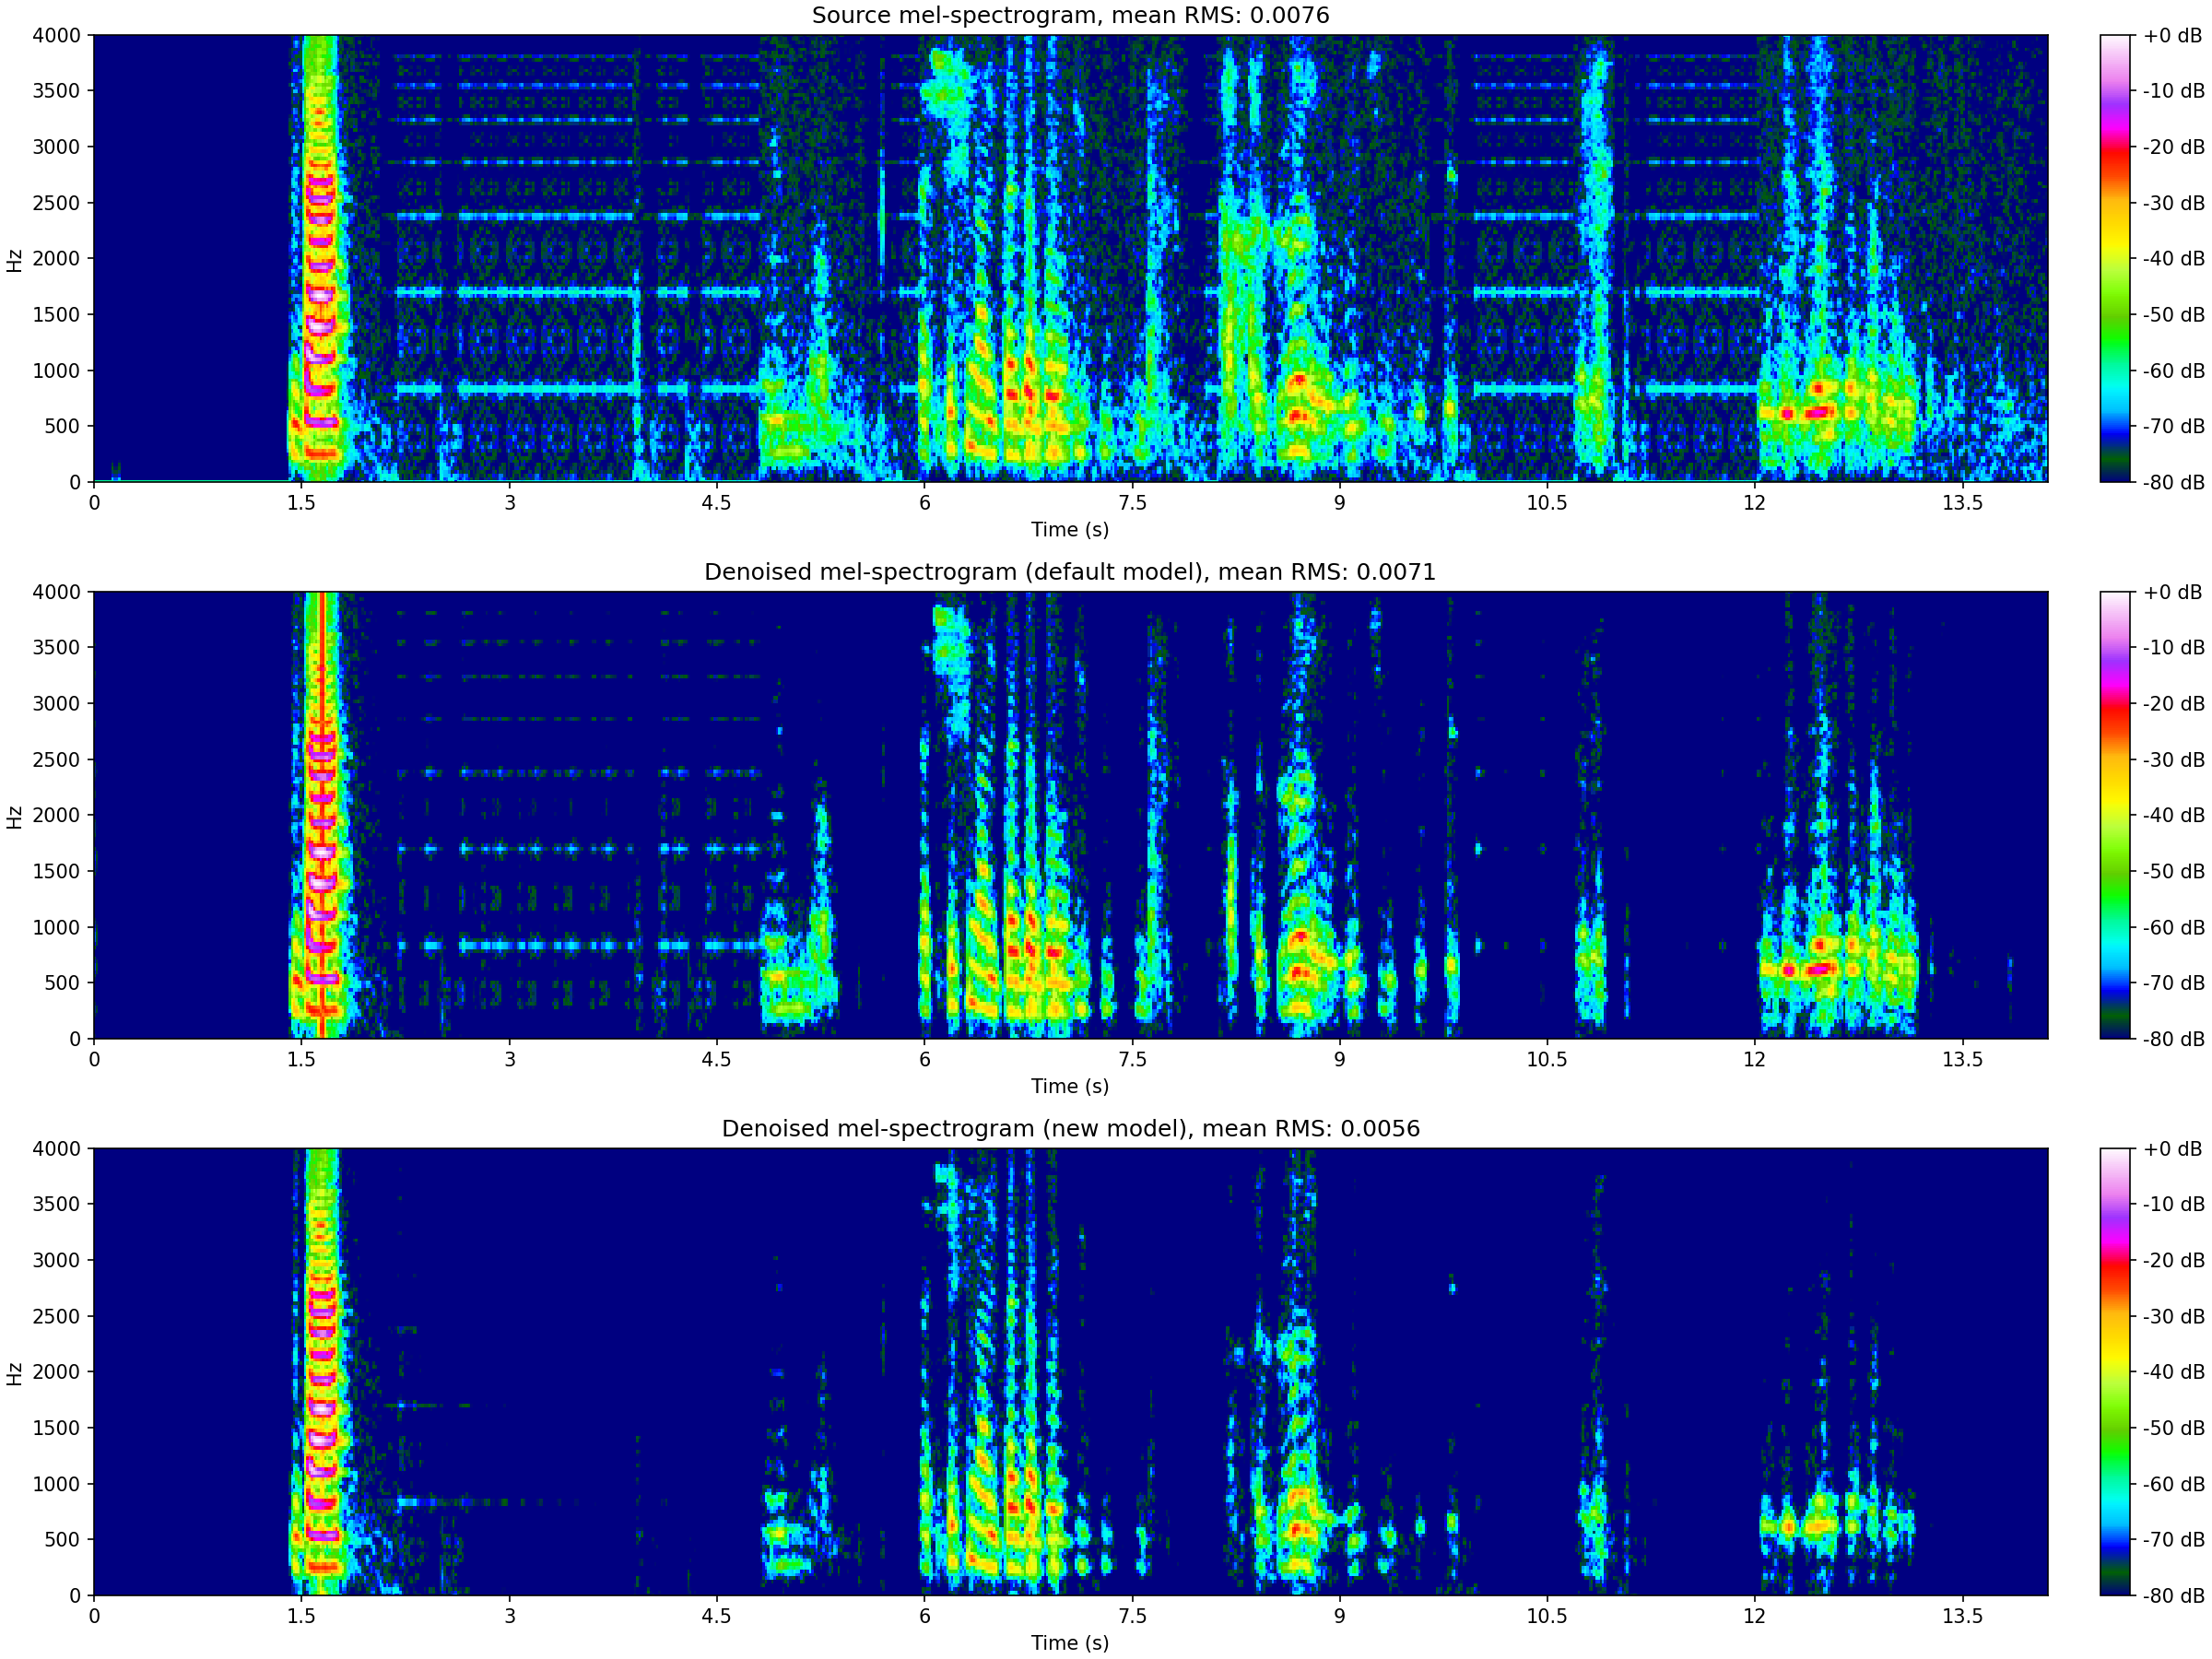 Source mel-spectrogram, mean RMS: 0.0076
4000
3500
3000
2500
2000
1500
1000
500
0
Hz
0 1.5 3 4.5 6 7.5 9 10.5 12 13.5
Time (s)
+0 dB
-10 dB
-20 dB
-30 dB
-40 dB
-50 dB
-60 dB
-70 dB
-80 dB
Denoised mel-spectrogram (default model), mean RMS: 0.0071
4000
3500
3000
2500
2000
1500
1000
500
0
Hz
0 1.5 3 4.5 6 7.5 9 10.5 12 13.5
Time (s)
+0 dB
-10 dB
-20 dB
-30 dB
-40 dB
-50 dB
-60 dB
-70 dB
-80 dB
Denoised mel-spectrogram (new model), mean RMS: 0.0056
4000
3500
3000
2500
2000
1500
1000
500
0
Hz
0 1.5 3 4.5 6 7.5 9 10.5 12 13.5
Time (s)
+0 dB
-10 dB
-20 dB
-30 dB
-40 dB
-50 dB
-60 dB
-70 dB
-80 dB